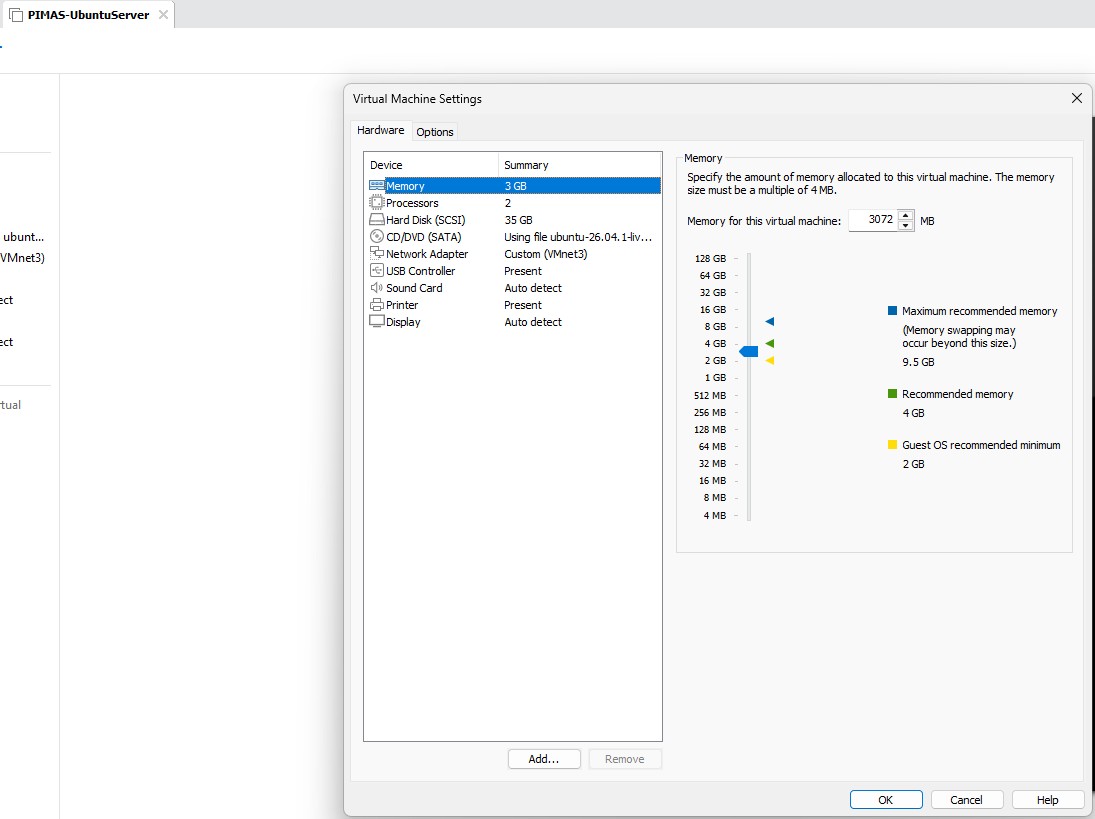 PIMAS-UbuntuServer
ubunt...
VMnet3)
ect
ect
rtual
Virtual Machine Settings
Hardware
Options
Device Summary
Memory 3 GB
Processors 2
Hard Disk (SCSI) 35 GB
CD/DVD (SATA) Using file ubuntu-26.04.1-liv...
Network Adapter Custom (VMnet3)
USB Controller Present
Sound Card Auto detect
Printer Present
Display Auto detect
Add...
Remove
Memory
Specify the amount of memory allocated to this virtual machine. The memory
size must be a multiple of 4 MB.
Memory for this virtual machine: 3072 MB
128 GB
64 GB
32 GB
16 GB
8 GB
4 GB
2 GB
1 GB
512 MB
256 MB
128 MB
64 MB
32 MB
16 MB
8 MB
4 MB
Maximum recommended memory
(Memory swapping may
occur beyond this size.)
9.5 GB
Recommended memory
4 GB
Guest OS recommended minimum
2 GB
OK
Cancel
Help